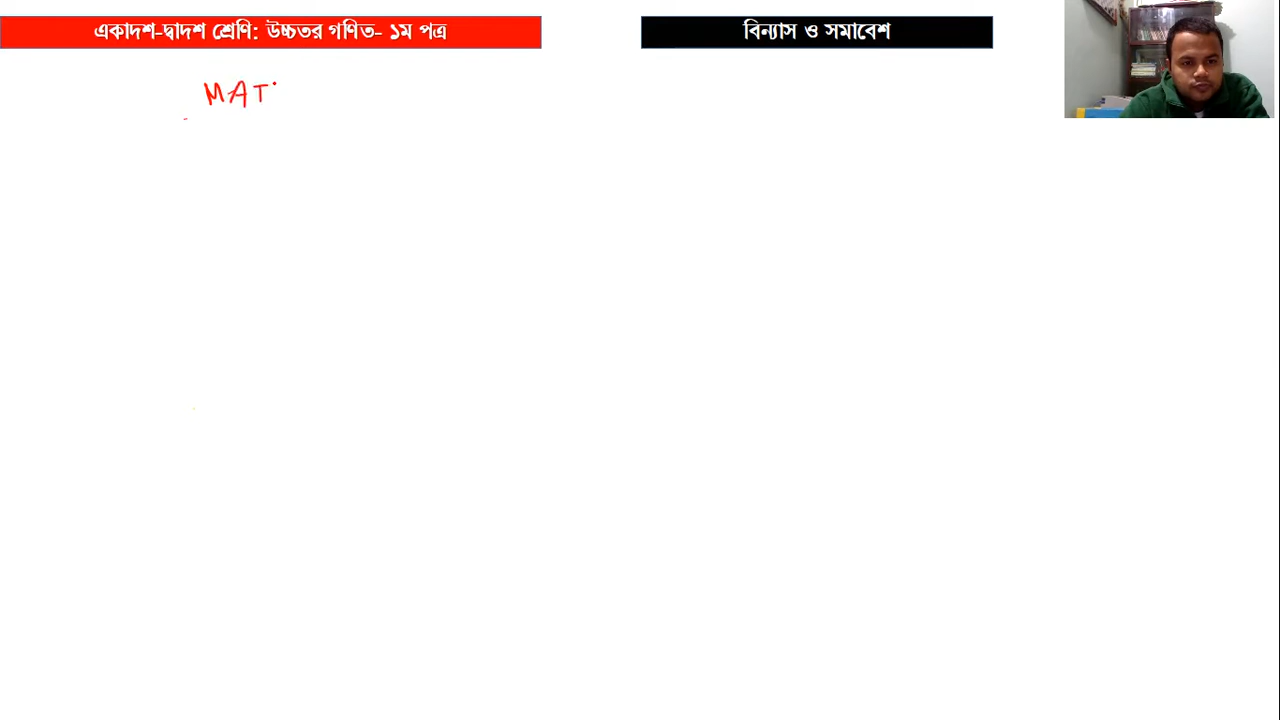 একাদশ-দ্বাদশ শ্রেণি: উচ্চতর গণিত- ১ম পত্র
বিন্যাস ও সমাবেশ
MAT